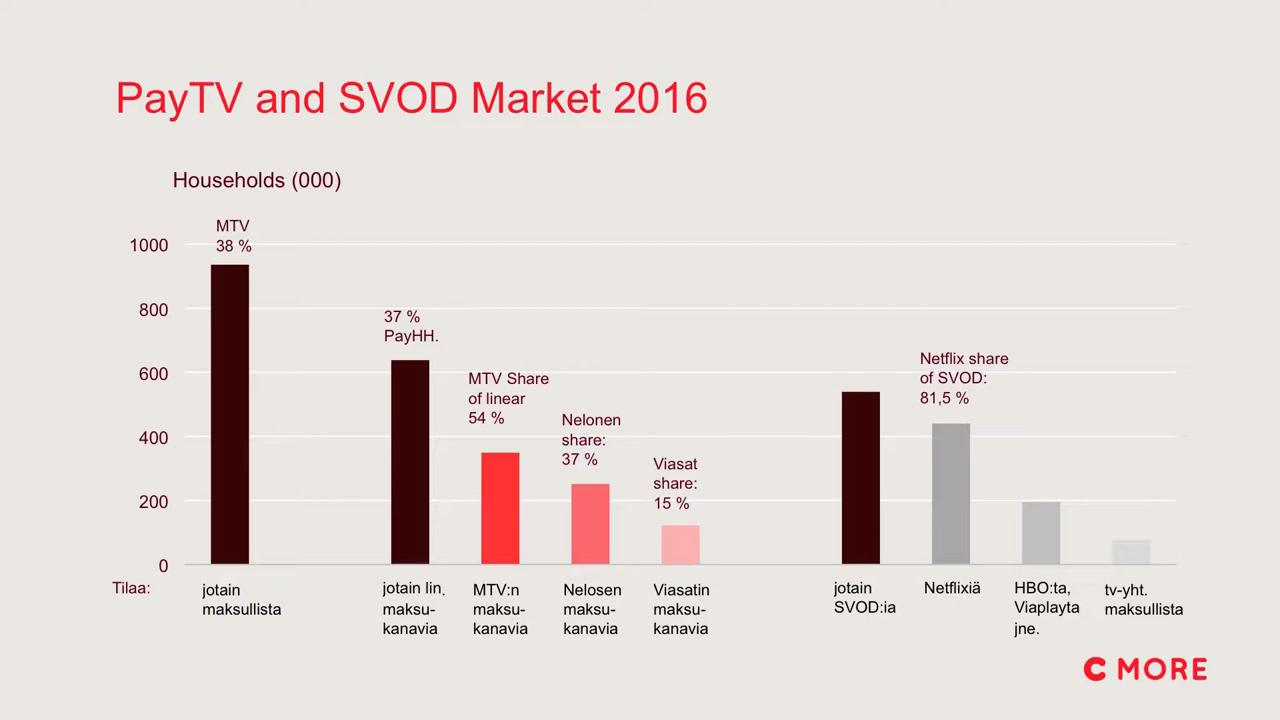 PayTV and SVOD Market 2016
Households (000)
MTV
38 %
37 %
PayHH.
MTV Share
of linear
54 %
Nelonen
share:
37 %
Viasat
share:
15 %
Netflix share
of SVOD:
81,5 %
1000
800
600
400
200
0
Tilaa:
jotain
maksullista
jotain lin.
maksu-
kanavia
MTV:n
maksu-
kanavia
Nelosen
maksu-
kanavia
Viasatin
maksu-
kanavia
jotain
SVOD:ia
Netflixiä
HBO:ta,
Viaplayta
jne.
tv-yht.
maksullista
C MORE